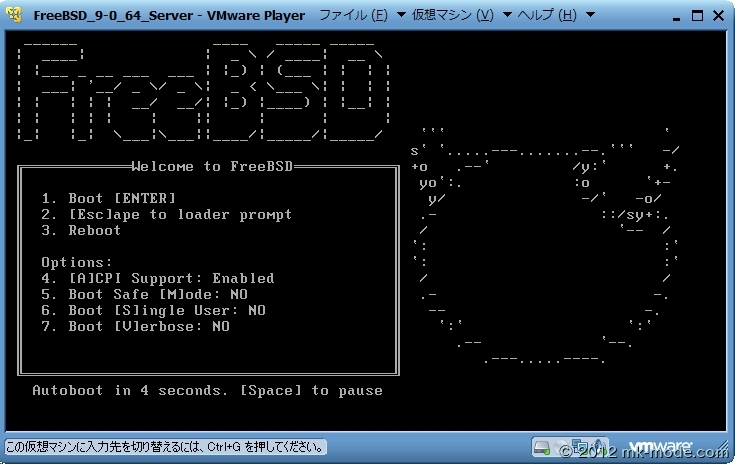 FreeBSD_9-0_64_Server - VMware Player ファイル (F) 仮想マシン (V) ヘルプ (H)
FreeBSD
Welcome to FreeBSD
1. Boot [ENTER]
2. [Esc]ape to loader prompt
3. Reboot
Options:
4. [A]CPI Support: Enabled
5. Boot Safe [M]ode: NO
6. Boot [S]ingle User: NO
7. Boot [V]erbose: NO
Autoboot in 4 seconds. [Space] to pause
この仮想マシンに入力先を切り替えるには、Ctrl+G を押してください。
vmware
© 2012 mk-mode.com